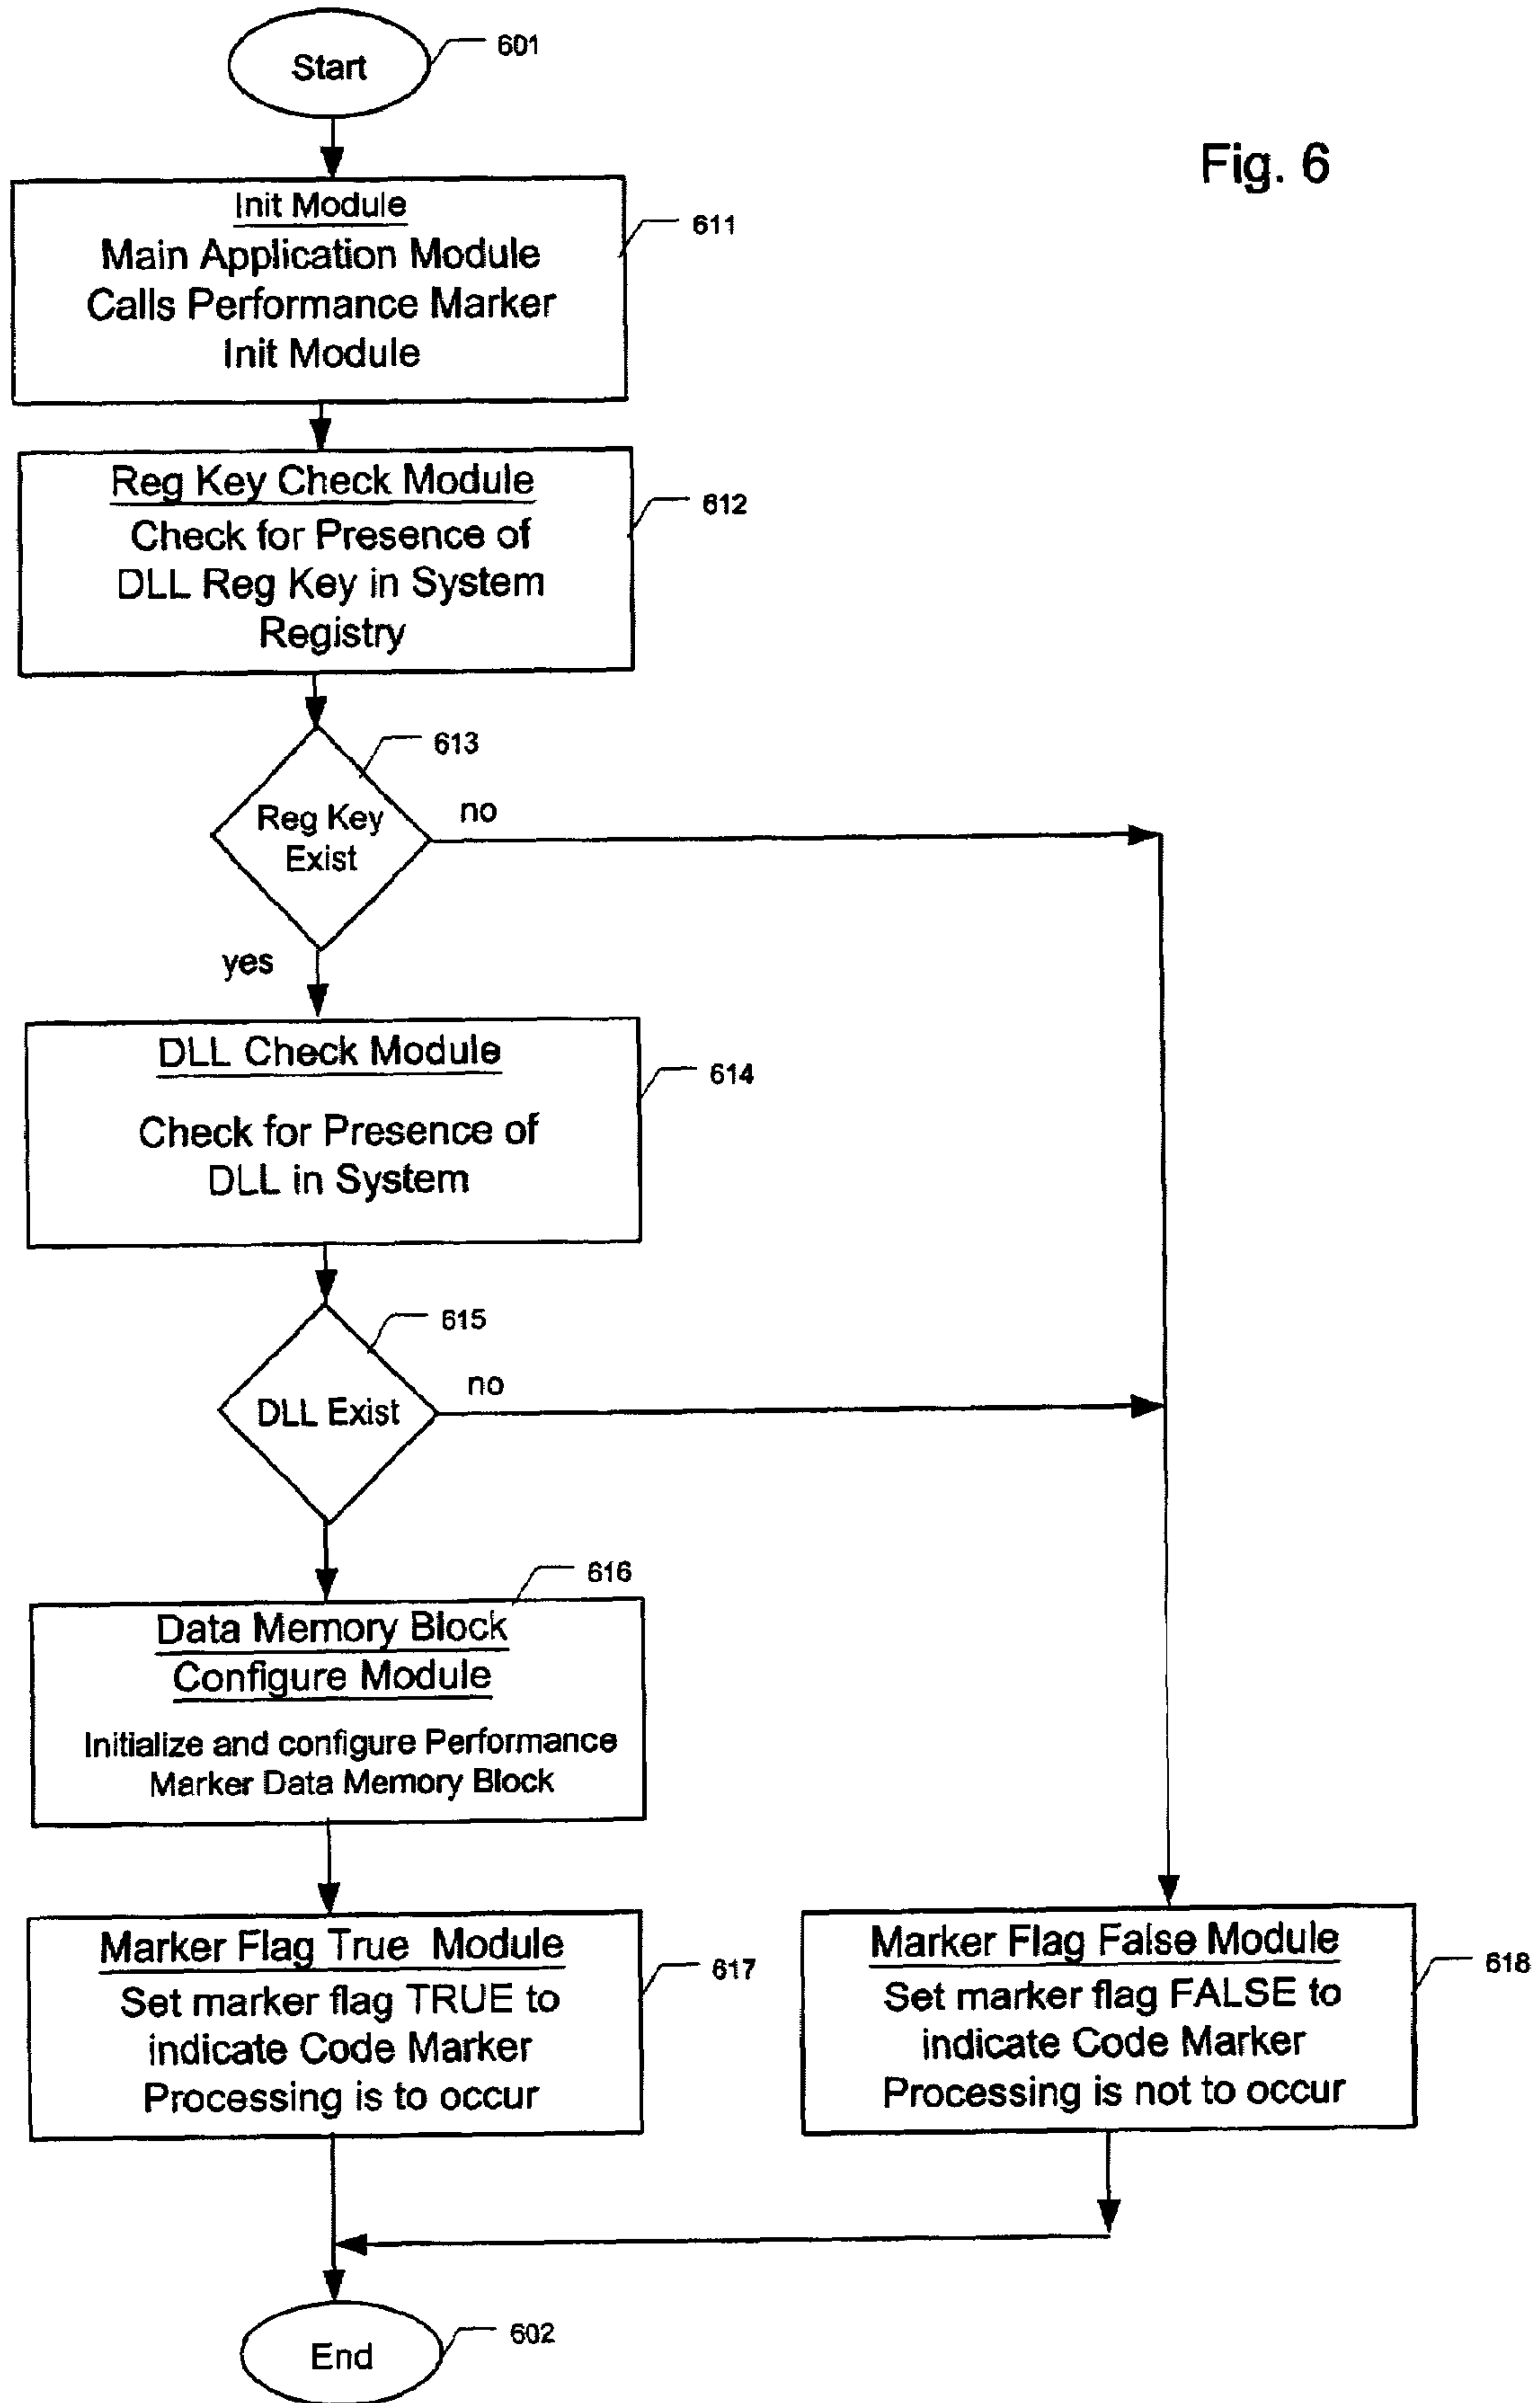 Start
601
Fig. 6
Init Module
Main Application Module
Calls Performance Marker
Init Module
611
Reg Key Check Module
Check for Presence of
DLL Reg Key in System
Registry
612
613
Reg Key
Exist
no
yes
DLL Check Module
Check for Presence of
DLL in System
614
615
DLL Exist
no
616
Data Memory Block
Configure Module
Initialize and configure Performance
Marker Data Memory Block
Marker Flag True Module
Set marker flag TRUE to
indicate Code Marker
Processing is to occur
617
Marker Flag False Module
Set marker flag FALSE to
indicate Code Marker
Processing is not to occur
618
End
602